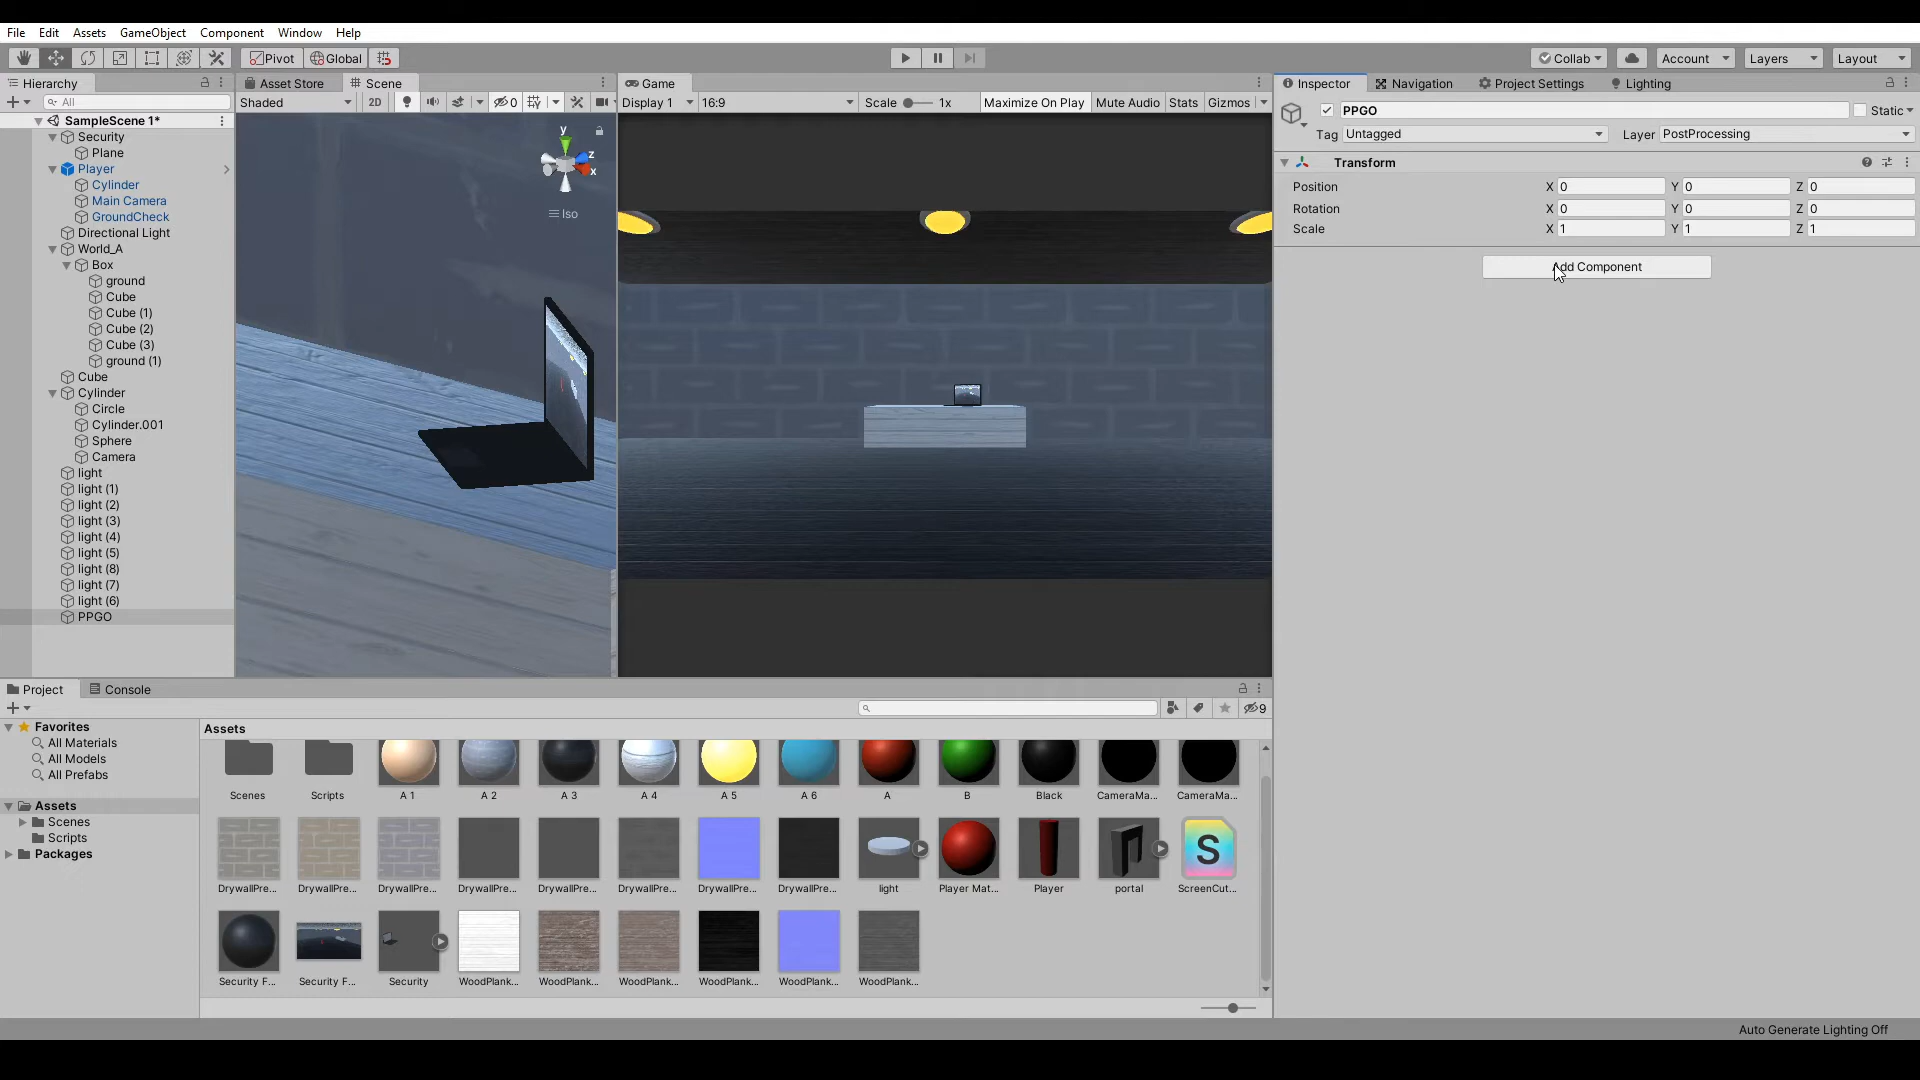 File Edit Assets GameObject Component Window Help
Pivot Global Collab Account Layers Layout
Hierarchy Asset Store Scene Game Inspector Navigation Project Settings Lighting
All Shaded 2D 0 Display 1 16:9 Scale 1x Maximize On Play Mute Audio Stats Gizmos PPGO Static
SampleScene 1*
Tag Untagged Layer PostProcessing
Security
Plane
Transform
Player
Cylinder
Position X 0 Y 0 Z 0
Main Camera
Rotation X 0 Y 0 Z 0
GroundCheck
Scale X 1 Y 1 Z 1
Directional Light
World_A
Box
Add Component
ground
Cube
Cube (1)
Cube (2)
Cube (3)
ground (1)
Cube
Cylinder
Circle
Cylinder.001
Sphere
Camera
light
light (1)
light (2)
light (3)
light (4)
light (5)
light (8)
light (7)
light (6)
PPGO
y
z
x
Iso
Project Console
9
Favorites
All Materials
All Models
All Prefabs
Assets
Scenes
Scripts
Packages
Assets
Scenes Scripts A 1 A 2 A 3 A 4 A 5 A 6 A B Black CameraMa... CameraMa...
S
DrywallPre... DrywallPre... DrywallPre... DrywallPre... DrywallPre... DrywallPre... DrywallPre... DrywallPre... light Player Mat... Player portal ScreenCut...
Security F... Security F... Security WoodPlank... WoodPlank... WoodPlank... WoodPlank... WoodPlank... WoodPlank...
Auto Generate Lighting Off